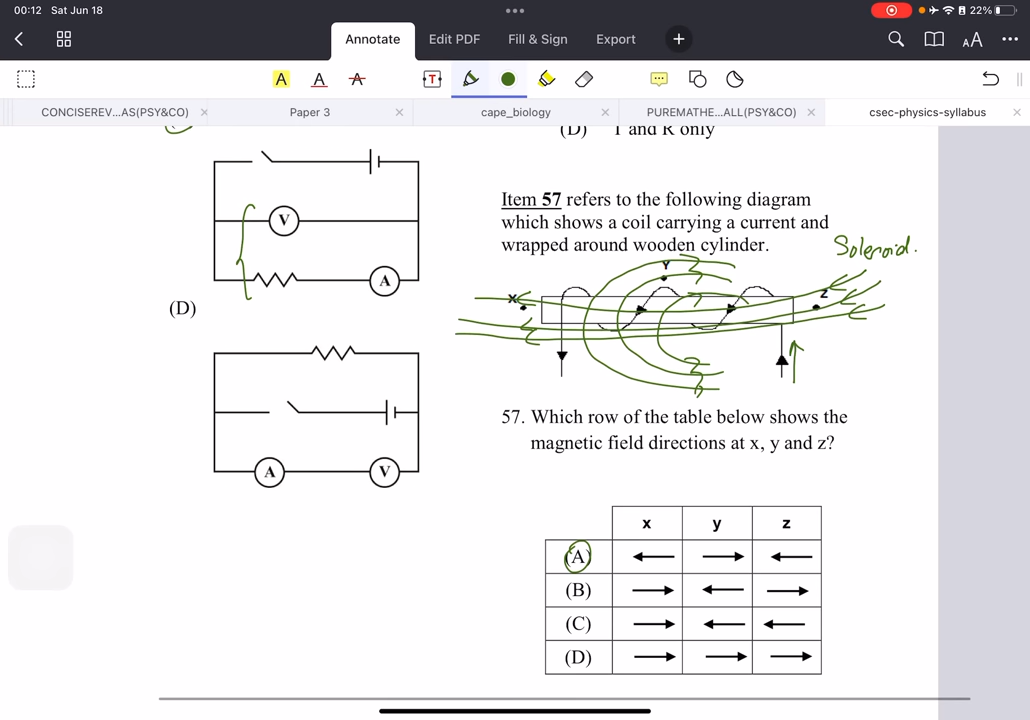 00:12 Sat Jun 18
22%
Annotate Edit PDF Fill & Sign Export
AA
A A A T
CONCISEREV...AS(PSY&CO) Paper 3 cape_biology PUREMATHE...ALL(PSY&CO) csec-physics-syllabus
V
A
(D)
A V
(D) T and R only
Item 57 refers to the following diagram
which shows a coil carrying a current and
wrapped around wooden cylinder.
Solenoid.
Y
X
Z
57. Which row of the table below shows the
magnetic field directions at x, y and z?
x y z
(A) ← → ←
(B) → ← →
(C) → ← ←
(D) → → →